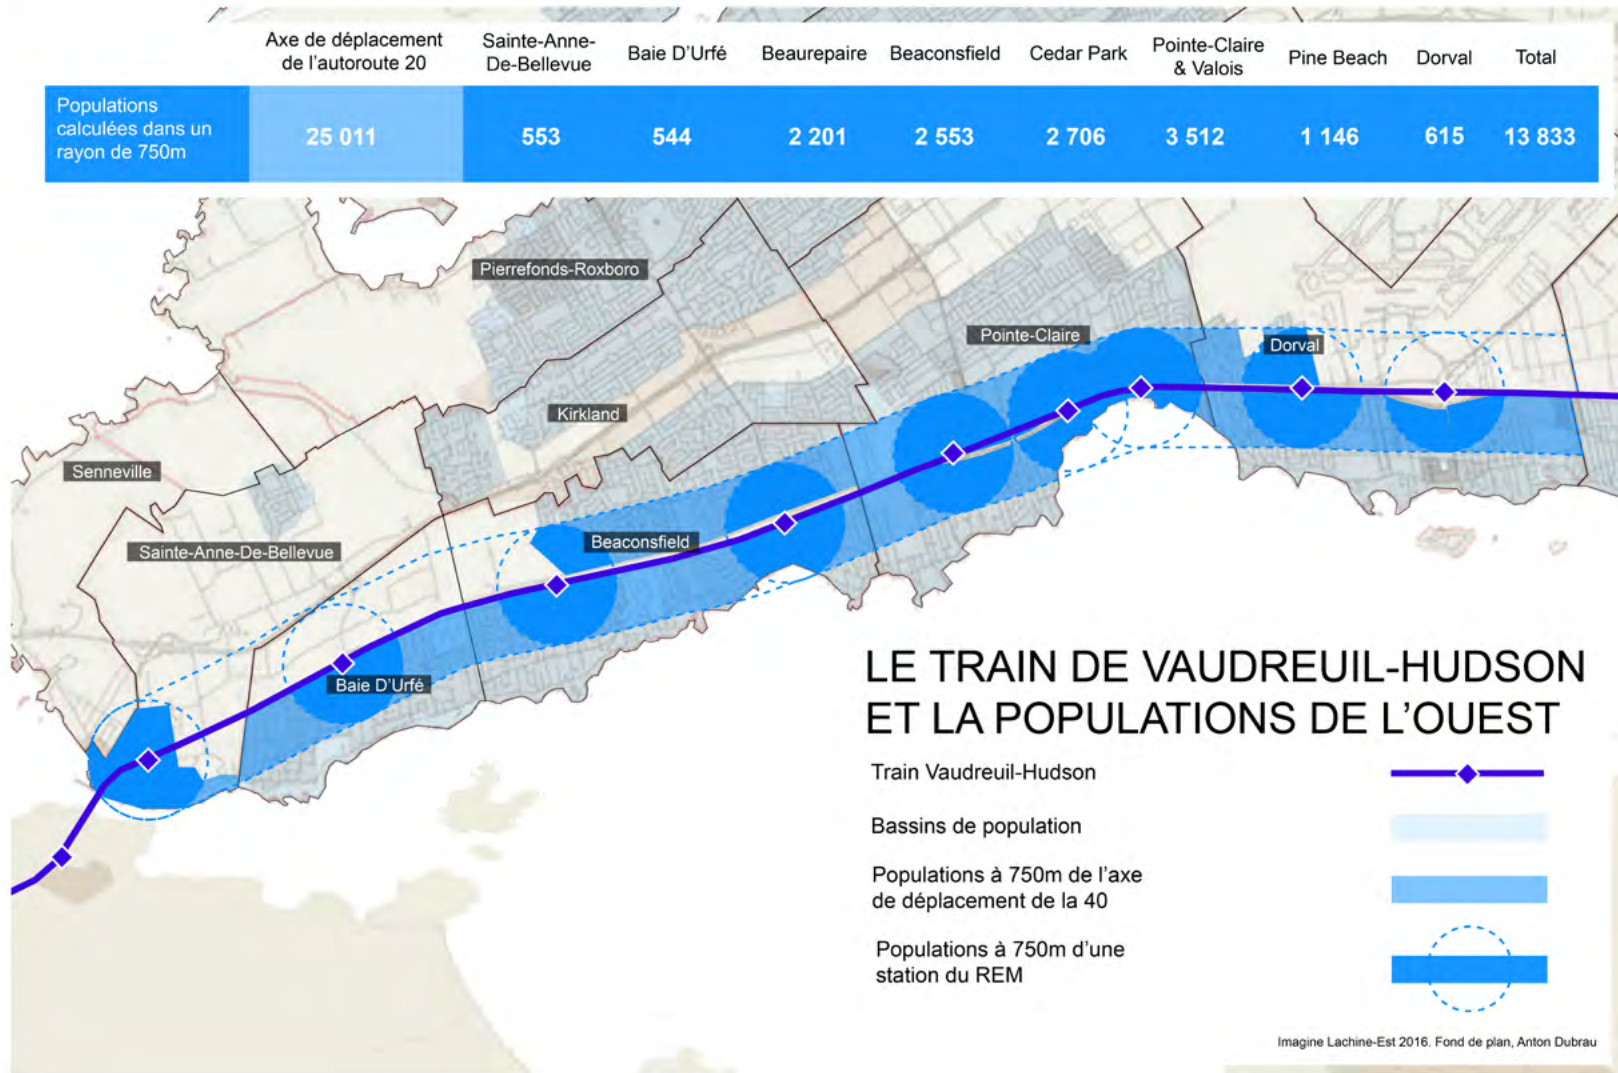 Axe de déplacement
de l'autoroute 20
Sainte-Anne-
De-Bellevue
Baie D'Urfé
Beaurepaire
Beaconsfield
Cedar Park
Pointe-Claire
& Valois
Pine Beach
Dorval
Total
Populations
calculées dans un
rayon de 750m
25 011
553
544
2 201
2 553
2 706
3 512
1 146
615
13 833
Pierrefonds-Roxboro
Pointe-Claire
Dorval
Kirkland
Senneville
Sainte-Anne-De-Bellevue
Beaconsfield
Baie D'Urfé
LE TRAIN DE VAUDREUIL-HUDSON
ET LA POPULATIONS DE L'OUEST
Train Vaudreuil-Hudson
Bassins de population
Populations à 750m de l'axe
de déplacement de la 40
Populations à 750m d'une
station du REM
Imagine Lachine-Est 2016. Fond de plan, Anton Dubrau